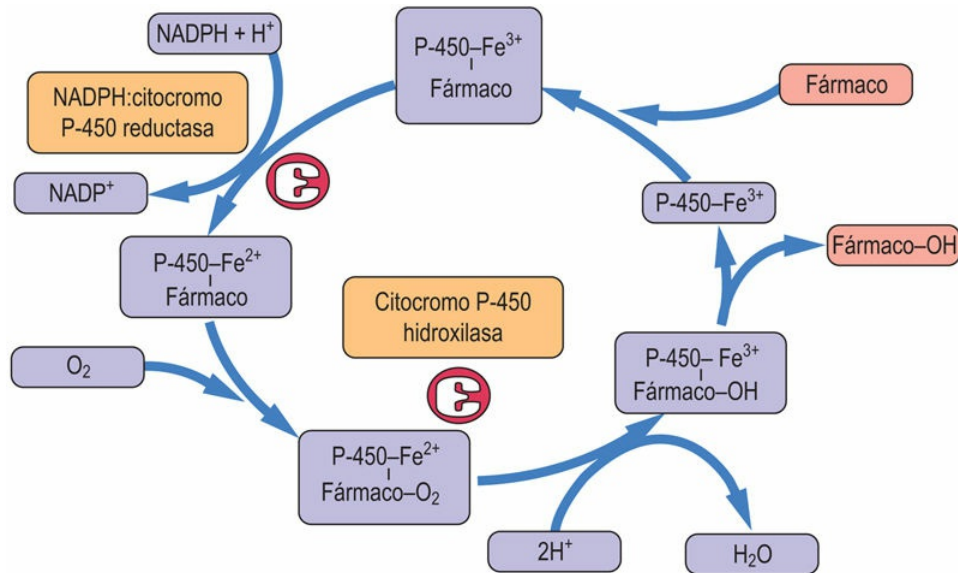 NADPH + H⁺
NADPH:citocromo
P-450 reductasa
NADP⁺
P-450–Fe³⁺
Fármaco
Fármaco
P-450–Fe³⁺
Fármaco–OH
P-450–Fe²⁺
Fármaco
Citocromo P-450
hidroxilasa
O₂
P-450– Fe³⁺
Fármaco–OH
P-450–Fe²⁺
Fármaco–O₂
2H⁺
H₂O